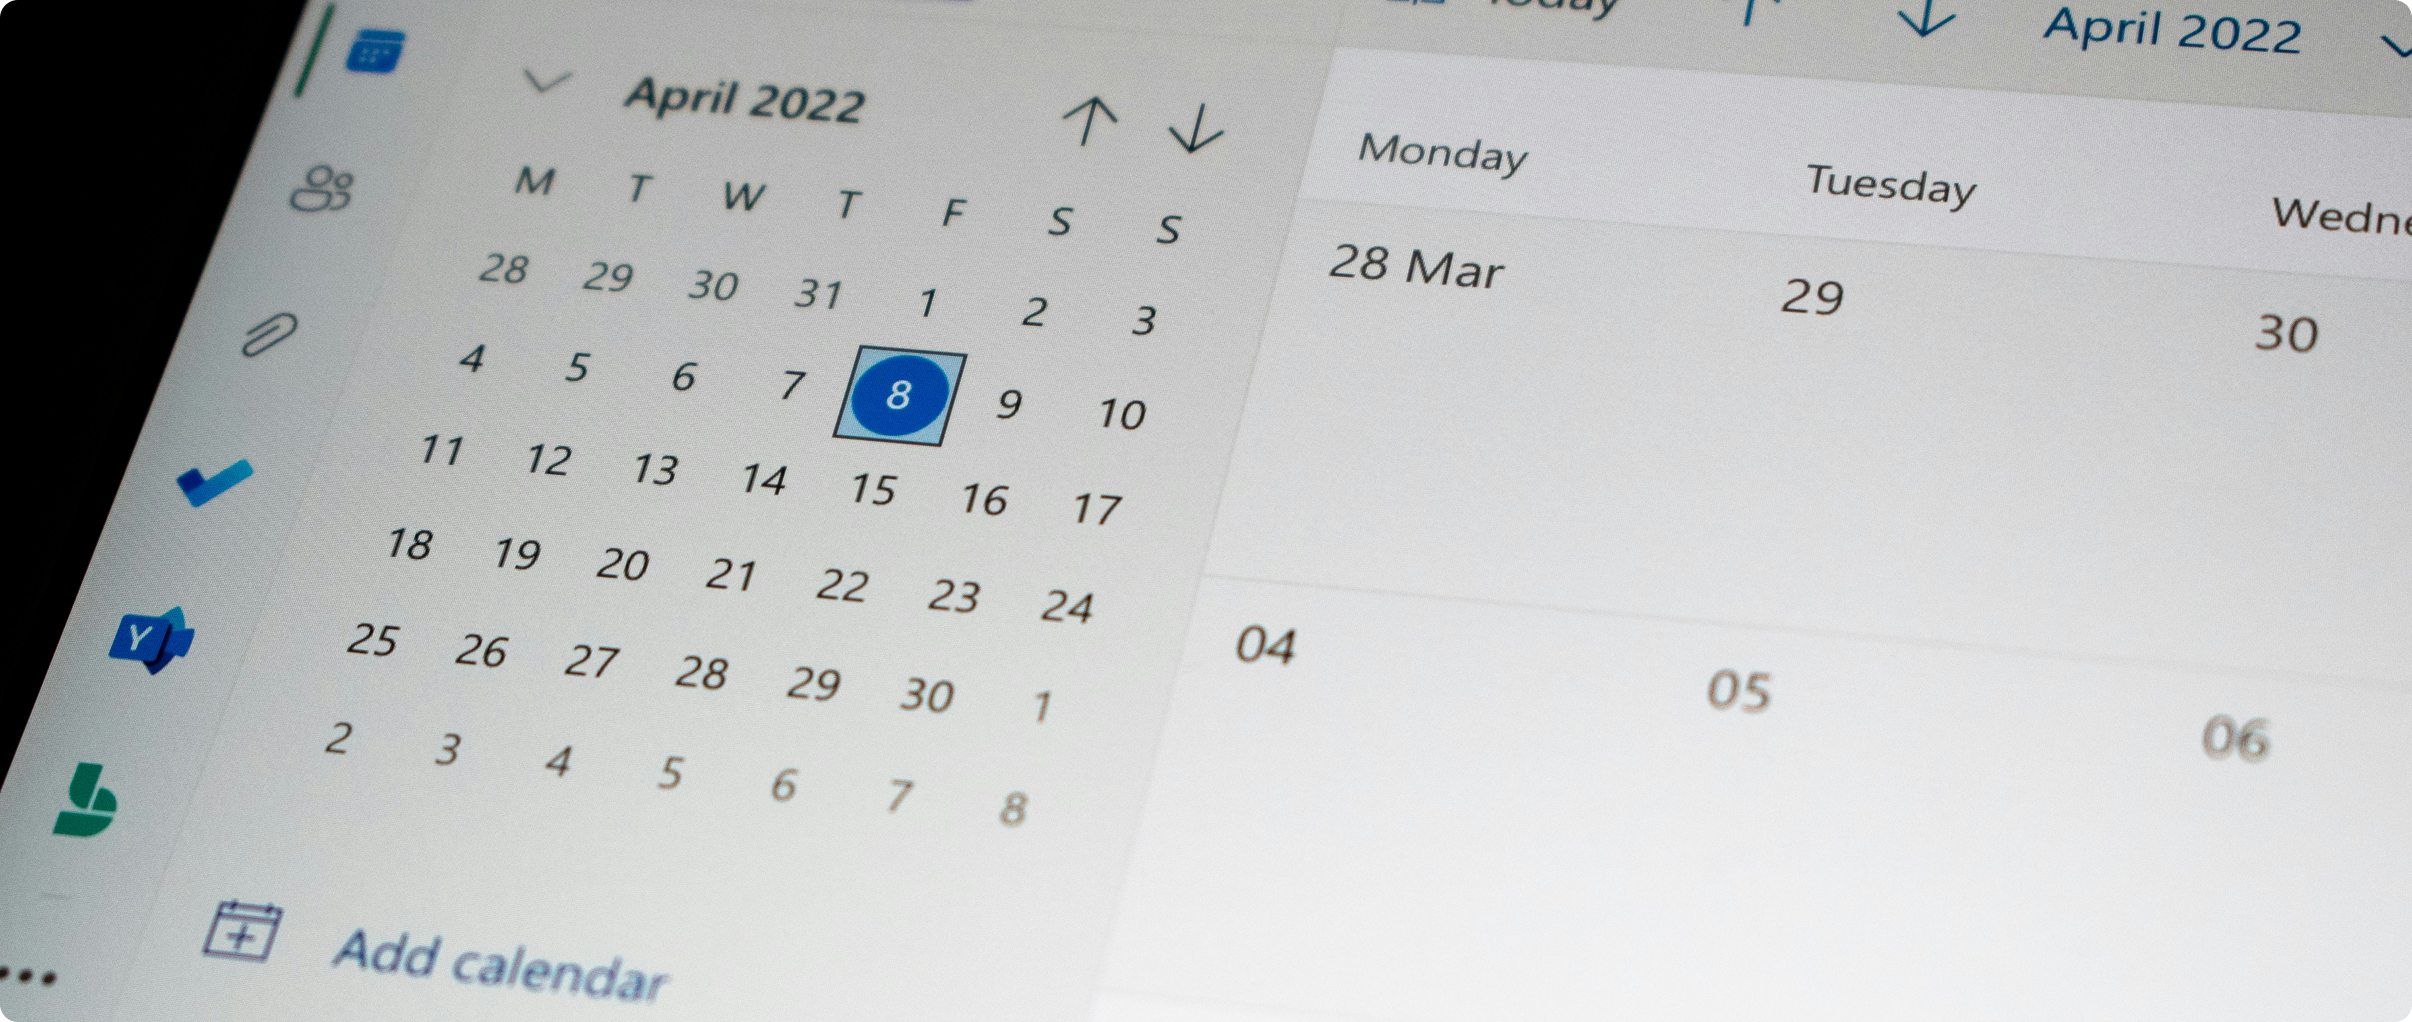 Today
April 2022
April 2022
M T W T F S S
28 29 30 31 1 2 3
4 5 6 7 8 9 10
11 12 13 14 15 16 17
18 19 20 21 22 23 24
25 26 27 28 29 30 1
2 3 4 5 6 7 8
Add calendar
Monday Tuesday
28 Mar 29 30
04 05 06
Y